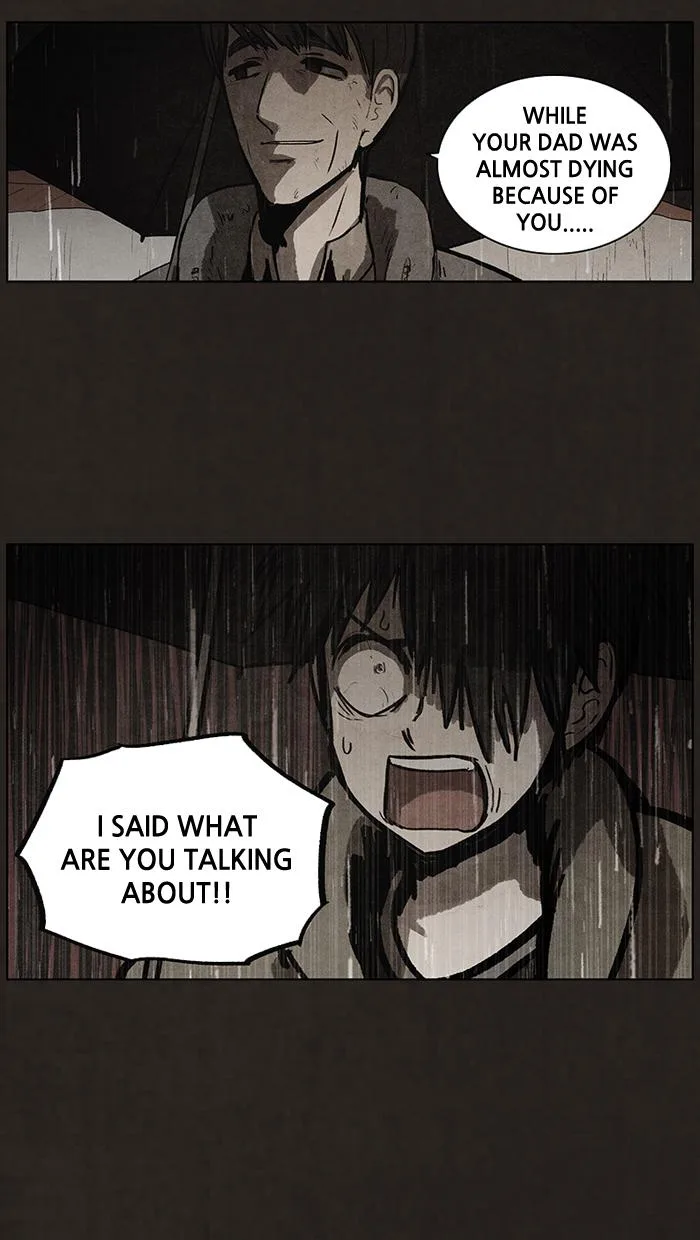 WHILE
YOUR DAD WAS
ALMOST DYING
BECAUSE OF
YOU.....
I SAID WHAT
ARE YOU TALKING
ABOUT!!